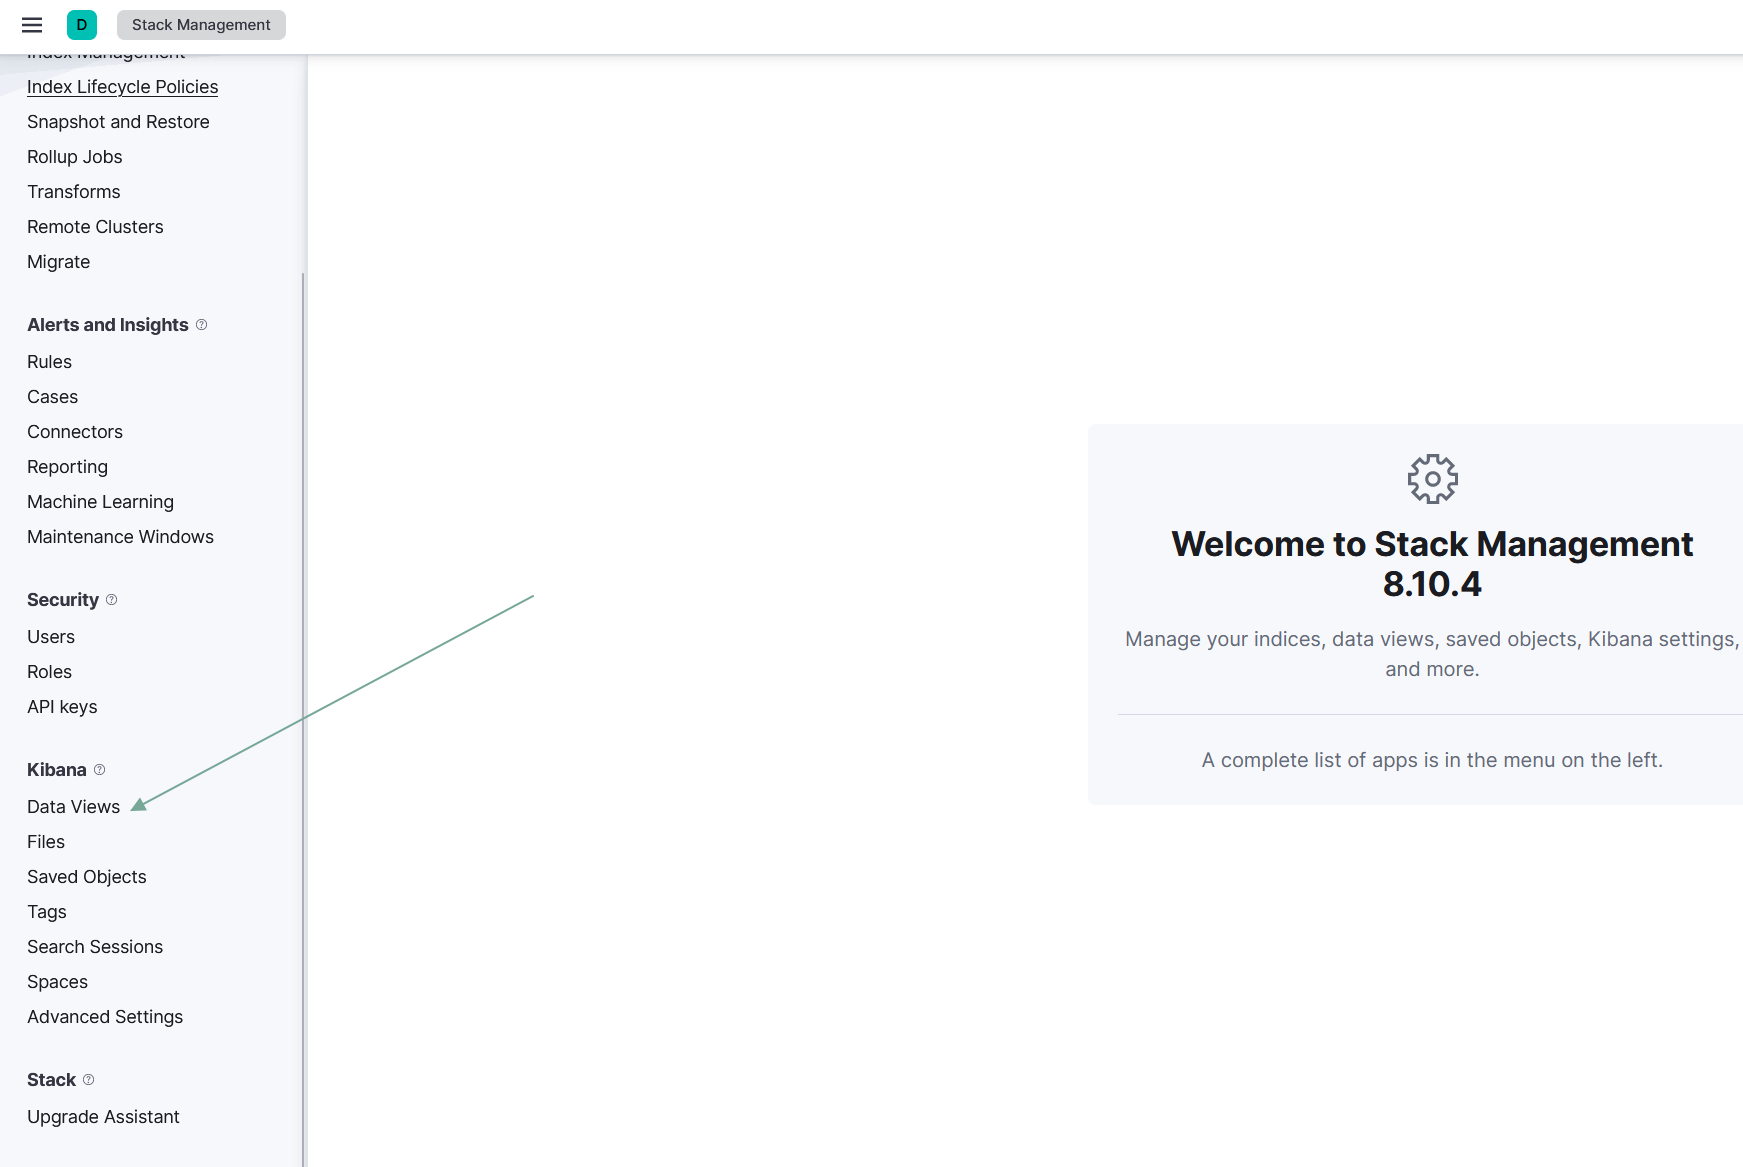 D
Stack Management
Index Management
Index Lifecycle Policies
Snapshot and Restore
Rollup Jobs
Transforms
Remote Clusters
Migrate
Alerts and Insights
Rules
Cases
Connectors
Reporting
Machine Learning
Maintenance Windows
Security
Users
Roles
API keys
Kibana
Data Views
Files
Saved Objects
Tags
Search Sessions
Spaces
Advanced Settings
Stack
Upgrade Assistant
Welcome to Stack Management
8.10.4
Manage your indices, data views, saved objects, Kibana settings,
and more.
A complete list of apps is in the menu on the left.